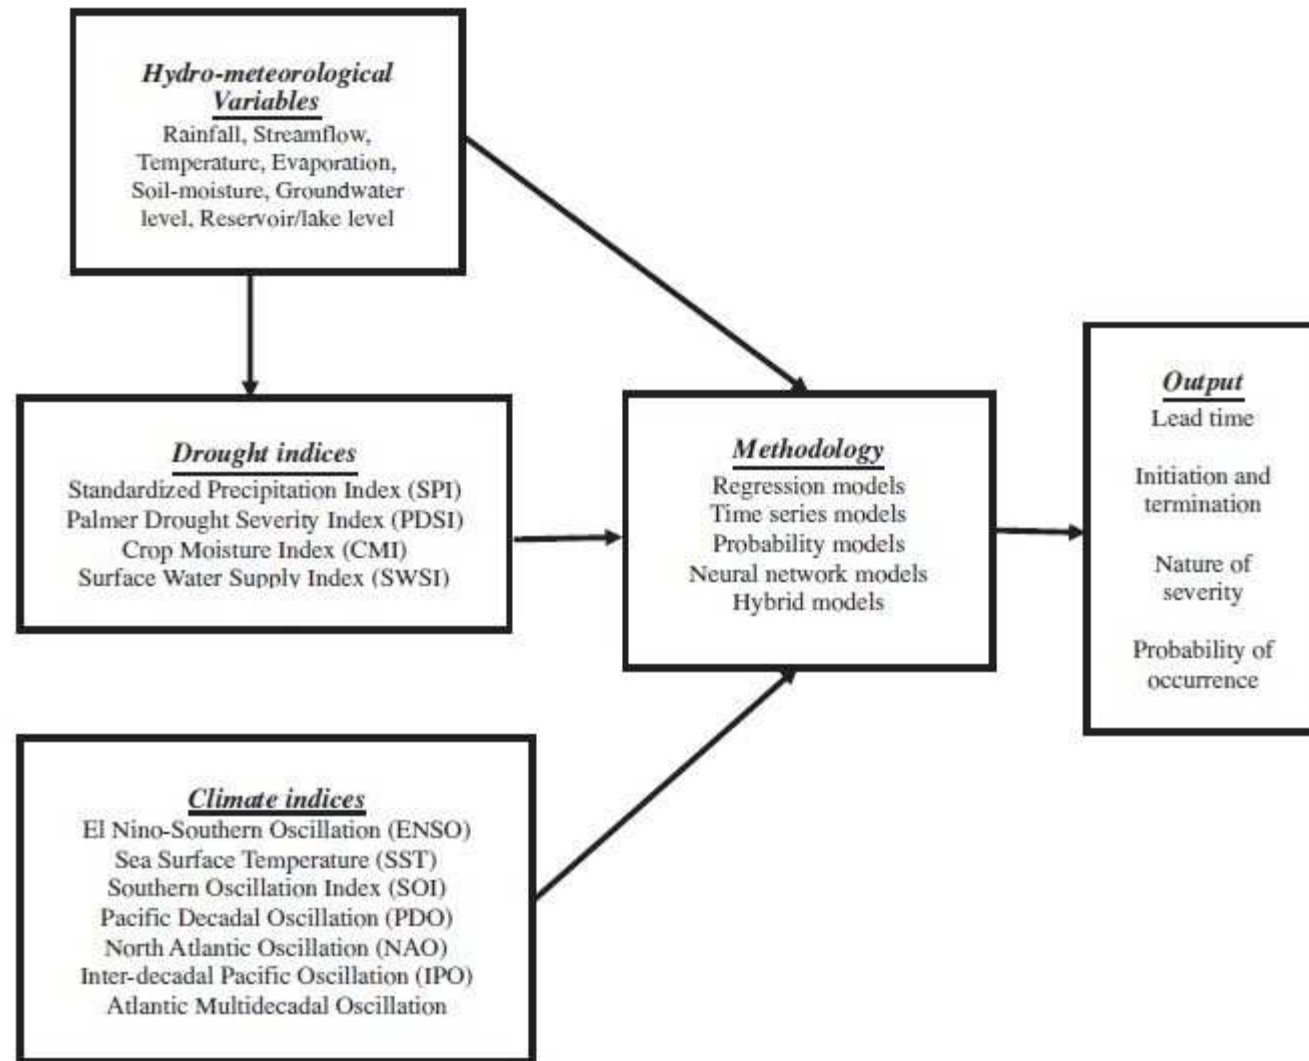 Hydro-meteorological
Variables
Rainfall, Streamflow,
Temperature, Evaporation,
Soil-moisture, Groundwater
level, Reservoir/lake level
Drought indices
Standardized Precipitation Index (SPI)
Palmer Drought Severity Index (PDSI)
Crop Moisture Index (CMI)
Surface Water Supply Index (SWSI)
Climate indices
El Nino-Southern Oscillation (ENSO)
Sea Surface Temperature (SST)
Southern Oscillation Index (SOI)
Pacific Decadal Oscillation (PDO)
North Atlantic Oscillation (NAO)
Inter-decadal Pacific Oscillation (IPO)
Atlantic Multidecadal Oscillation
Methodology
Regression models
Time series models
Probability models
Neural network models
Hybrid models
Output
Lead time
Initiation and
termination
Nature of
severity
Probability of
occurrence